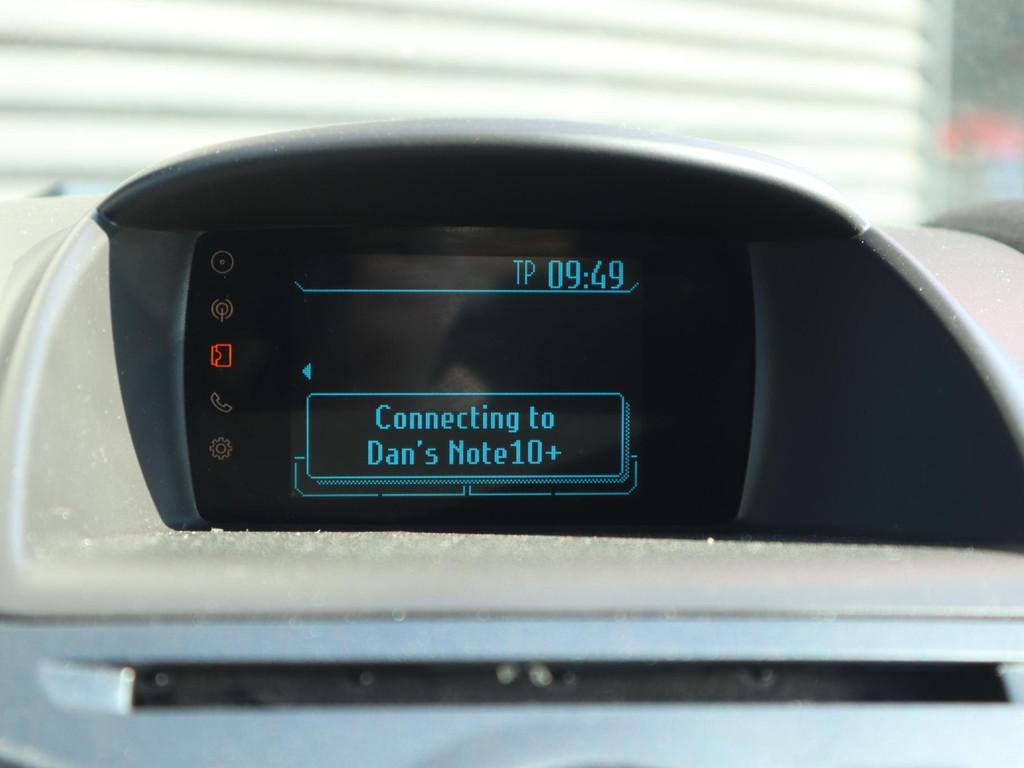 TP 09:49
Connecting to
Dan's Note10+